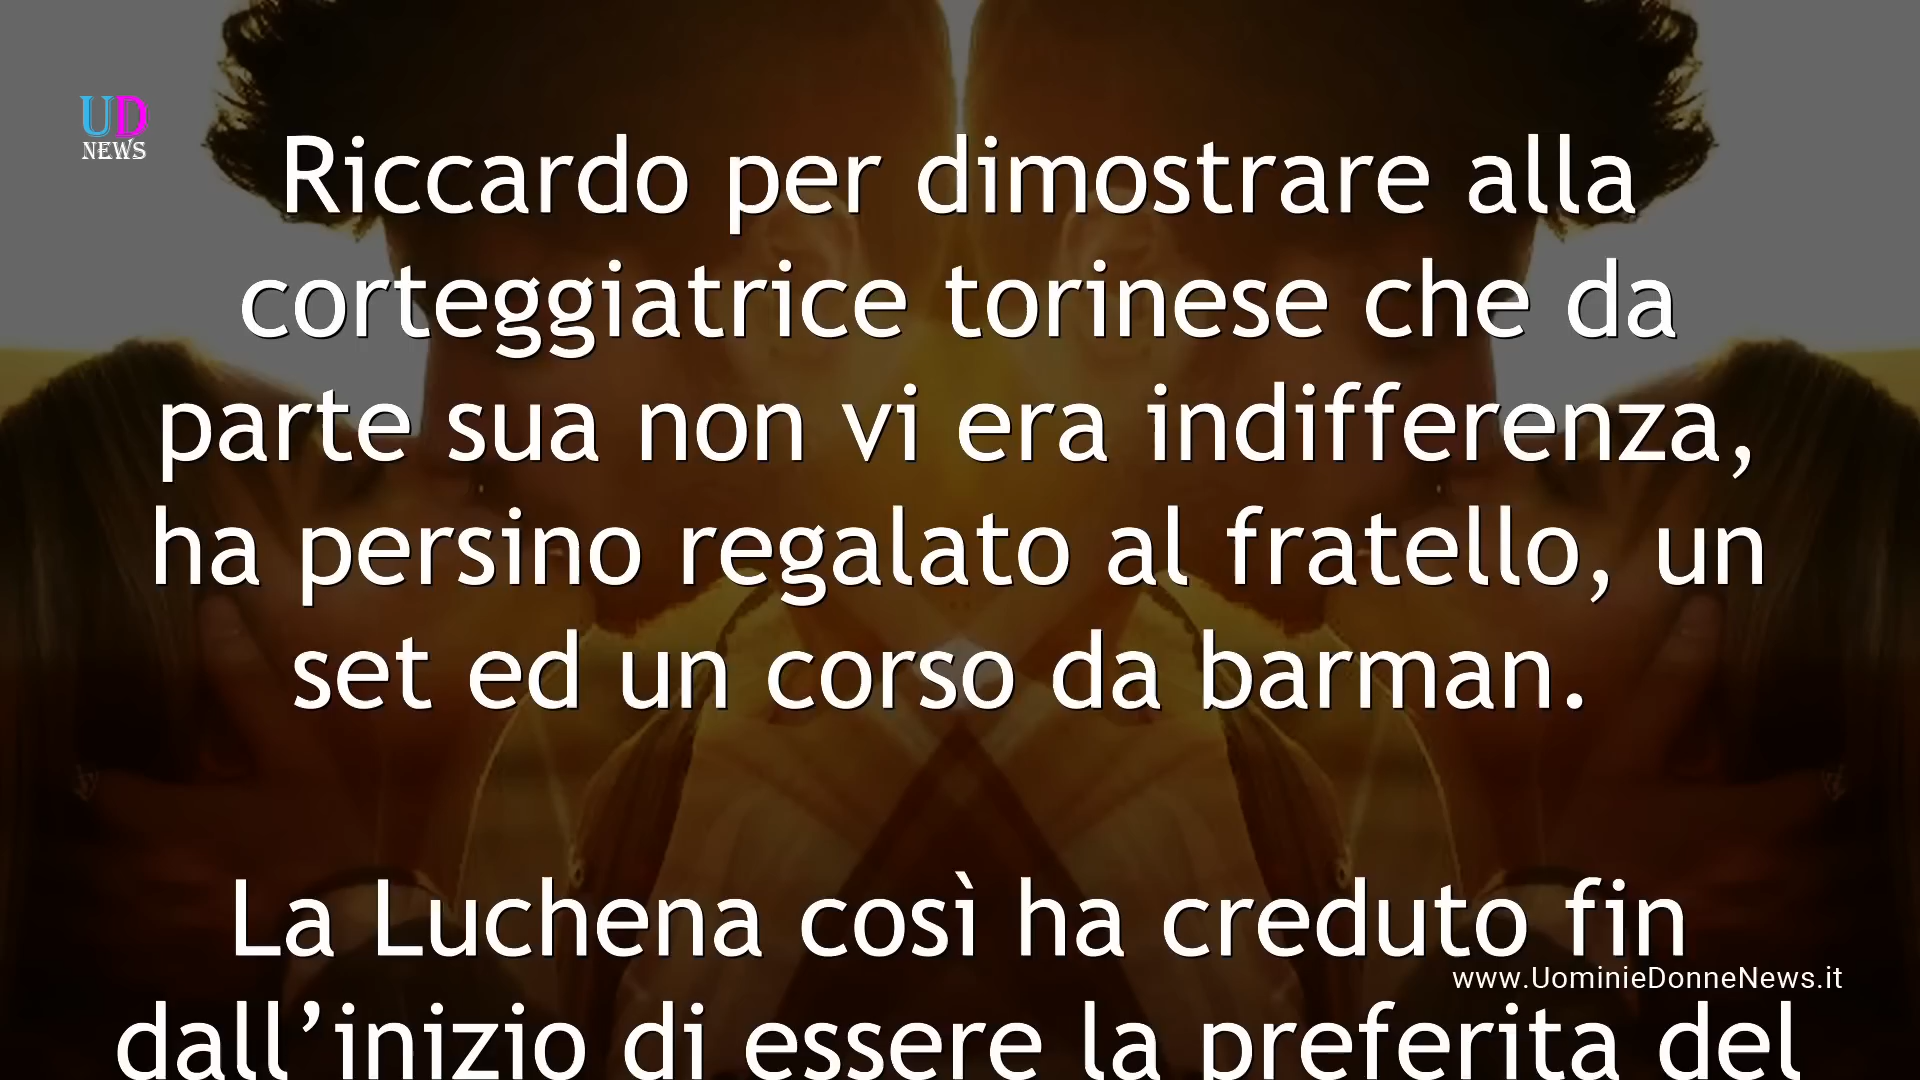 UD
NEWS
Riccardo per dimostrare alla
corteggiatrice torinese che da
parte sua non vi era indifferenza,
ha persino regalato al fratello, un
set ed un corso da barman.
La Luchena così ha creduto fin
www.UominieDonneNews.it
dall’inizio di essere la preferita del